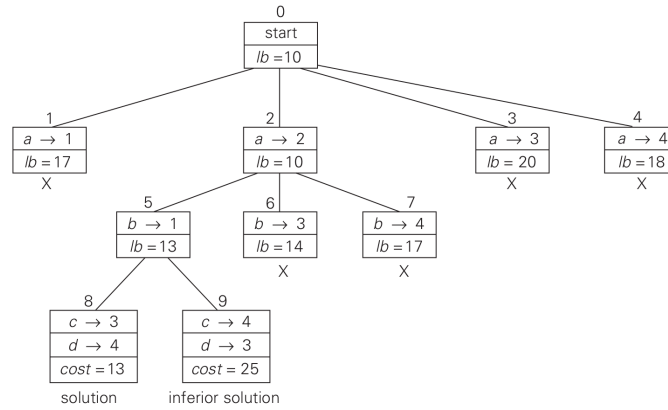 0
start
lb = 10
1
a → 1
lb = 17
X
2
a → 2
lb = 10
3
a → 3
lb = 20
X
4
a → 4
lb = 18
X
5
b → 1
lb = 13
6
b → 3
lb = 14
X
7
b → 4
lb = 17
X
8
c → 3
d → 4
cost = 13
solution
9
c → 4
d → 3
cost = 25
inferior solution